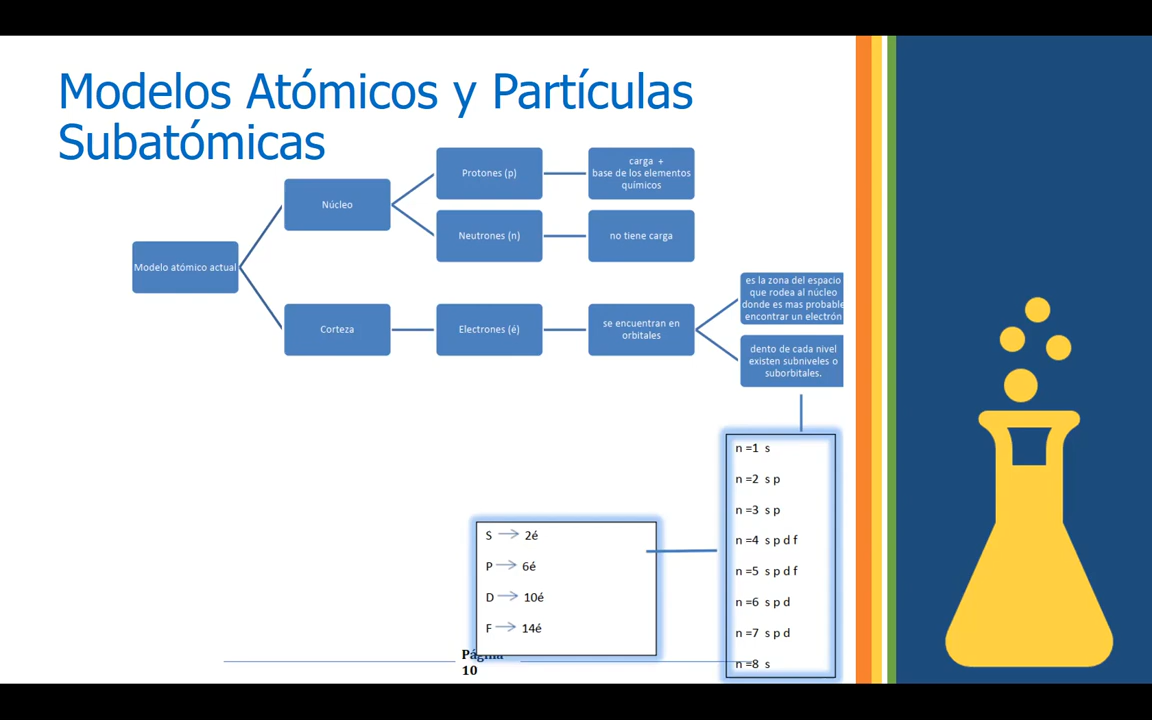 Modelos Atómicos y Partículas
Subatómicas
Modelo atómico actual
Núcleo
Protones (p)
carga +
base de los elementos
químicos
Neutrones (n)
no tiene carga
Corteza
Electrones (é)
se encuentran en
orbitales
es la zona del espacio
que rodea al núcleo
donde es mas probable
encontrar un electrón
dento de cada nivel
existen subniveles o
suborbitales.
n =1 s
n =2 s p
n =3 s p
n =4 s p d f
n =5 s p d f
n =6 s p d
n =7 s p d
n =8 s
S → 2é
P → 6é
D → 10é
F → 14é
Página
10